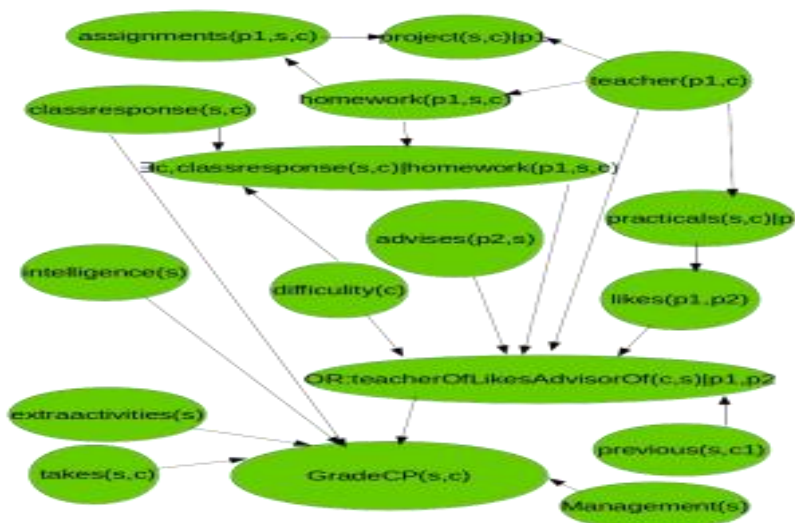 assignments(p1,s,c)
project(s,c)|p1
teacher(p1,c)
classresponse(s,c)
homework(p1,s,c)
∃c,classresponse(s,c)|homework(p1,s,c)
practicals(s,c)|p
advises(p2,s)
intelligence(s)
difficulity(c)
likes(p1,p2)
OR:teacherOfLikesAdvisorOf(c,s)|p1,p2
extraactivities(s)
previous(s,c1)
takes(s,c)
GradeCP(s,c)
Management(s)